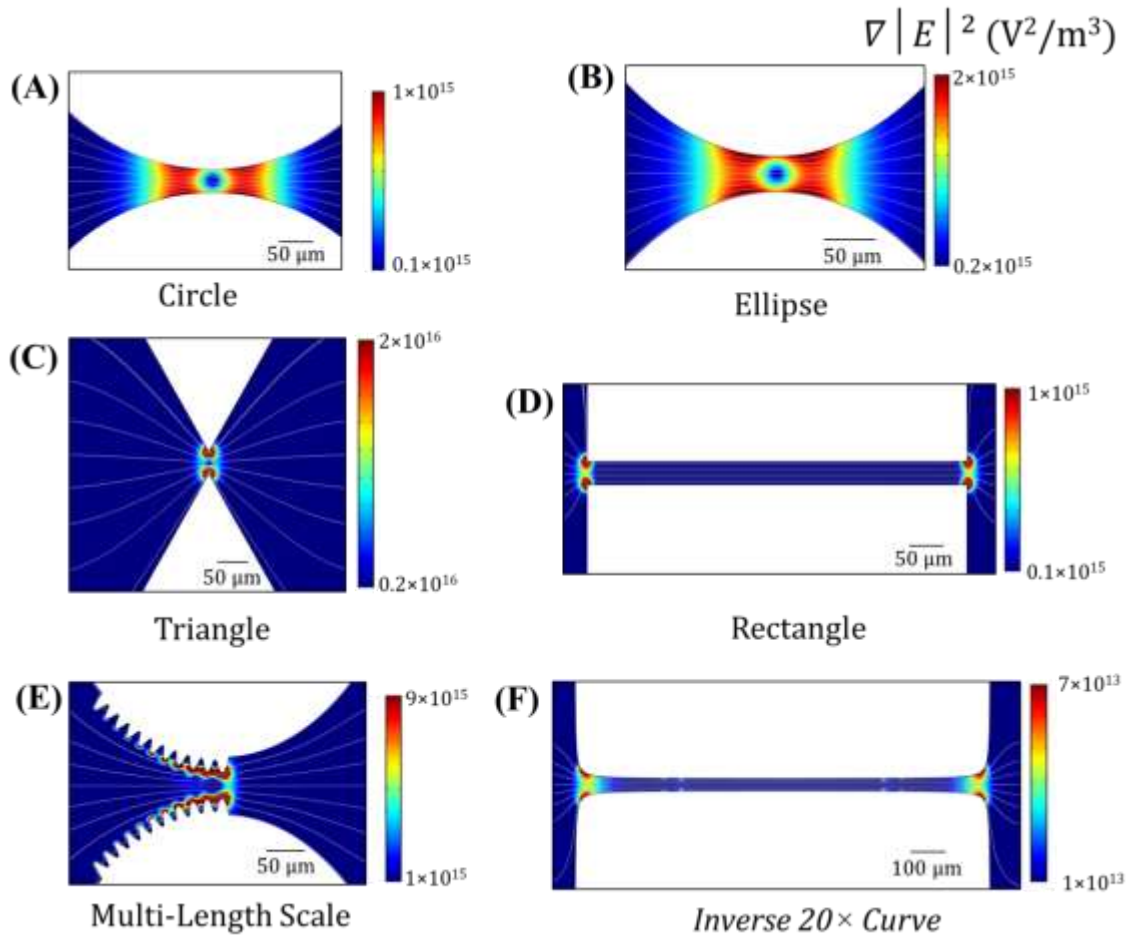 ∇|E|² (V²/m³)
(A)
1×10¹⁵
0.1×10¹⁵
50 μm
Circle
(B)
2×10¹⁵
0.2×10¹⁵
50 μm
Ellipse
(C)
2×10¹⁶
0.2×10¹⁶
50 μm
Triangle
(D)
1×10¹⁵
0.1×10¹⁵
50 μm
Rectangle
(E)
9×10¹⁵
1×10¹⁵
50 μm
Multi-Length Scale
(F)
7×10¹³
1×10¹³
100 μm
Inverse 20× Curve